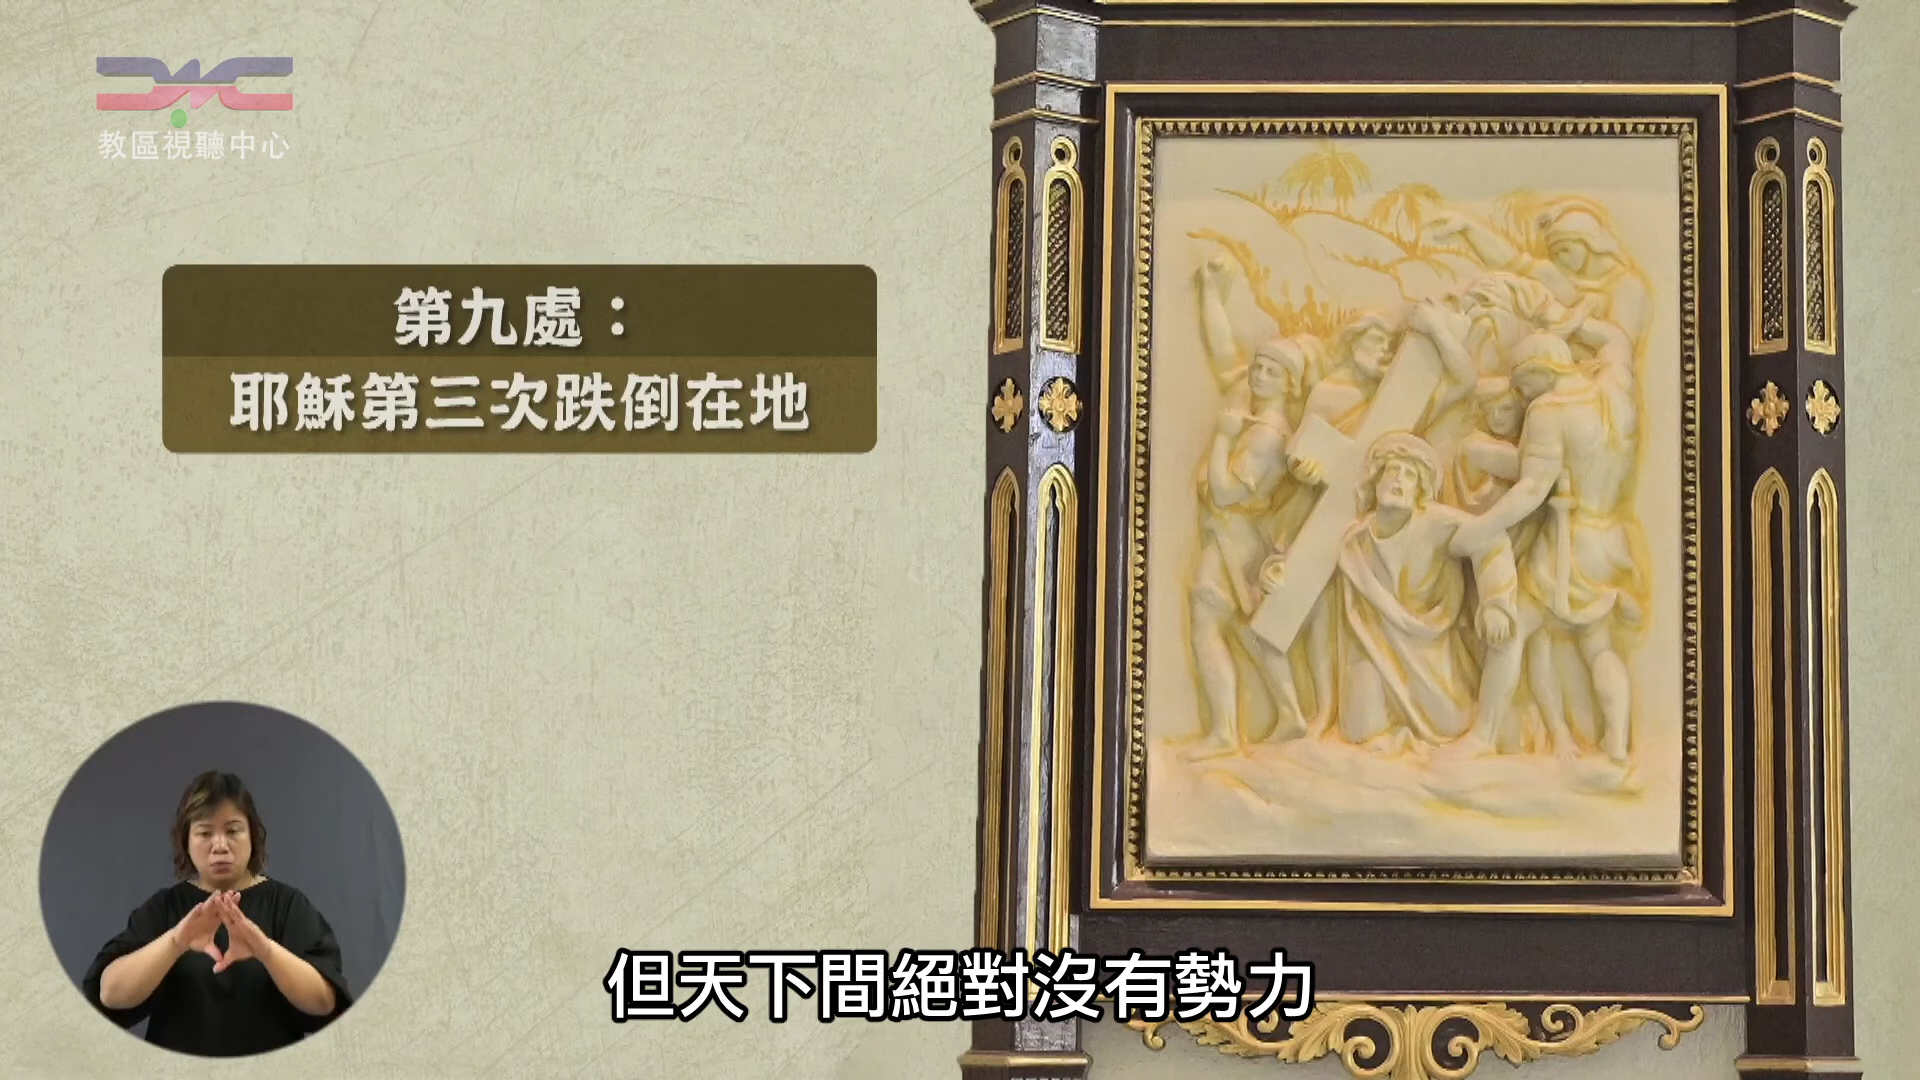 教區視聽中心
第九處：
耶穌第三次跌倒在地
但天下間絕對沒有勢力